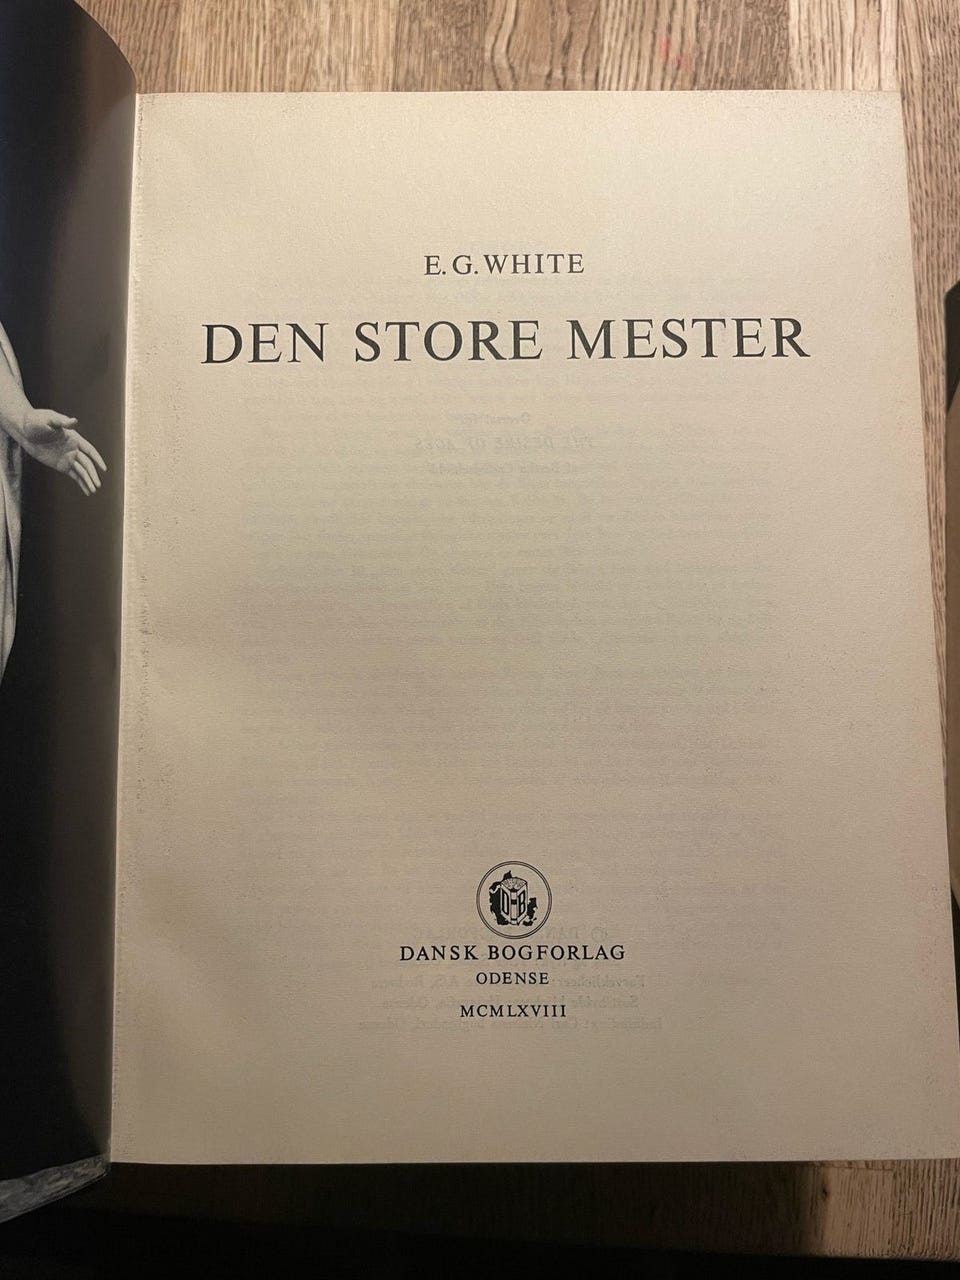 E. G. WHITE
DEN STORE MESTER
DANSK BOGFORLAG
ODENSE
MCMLXVIII